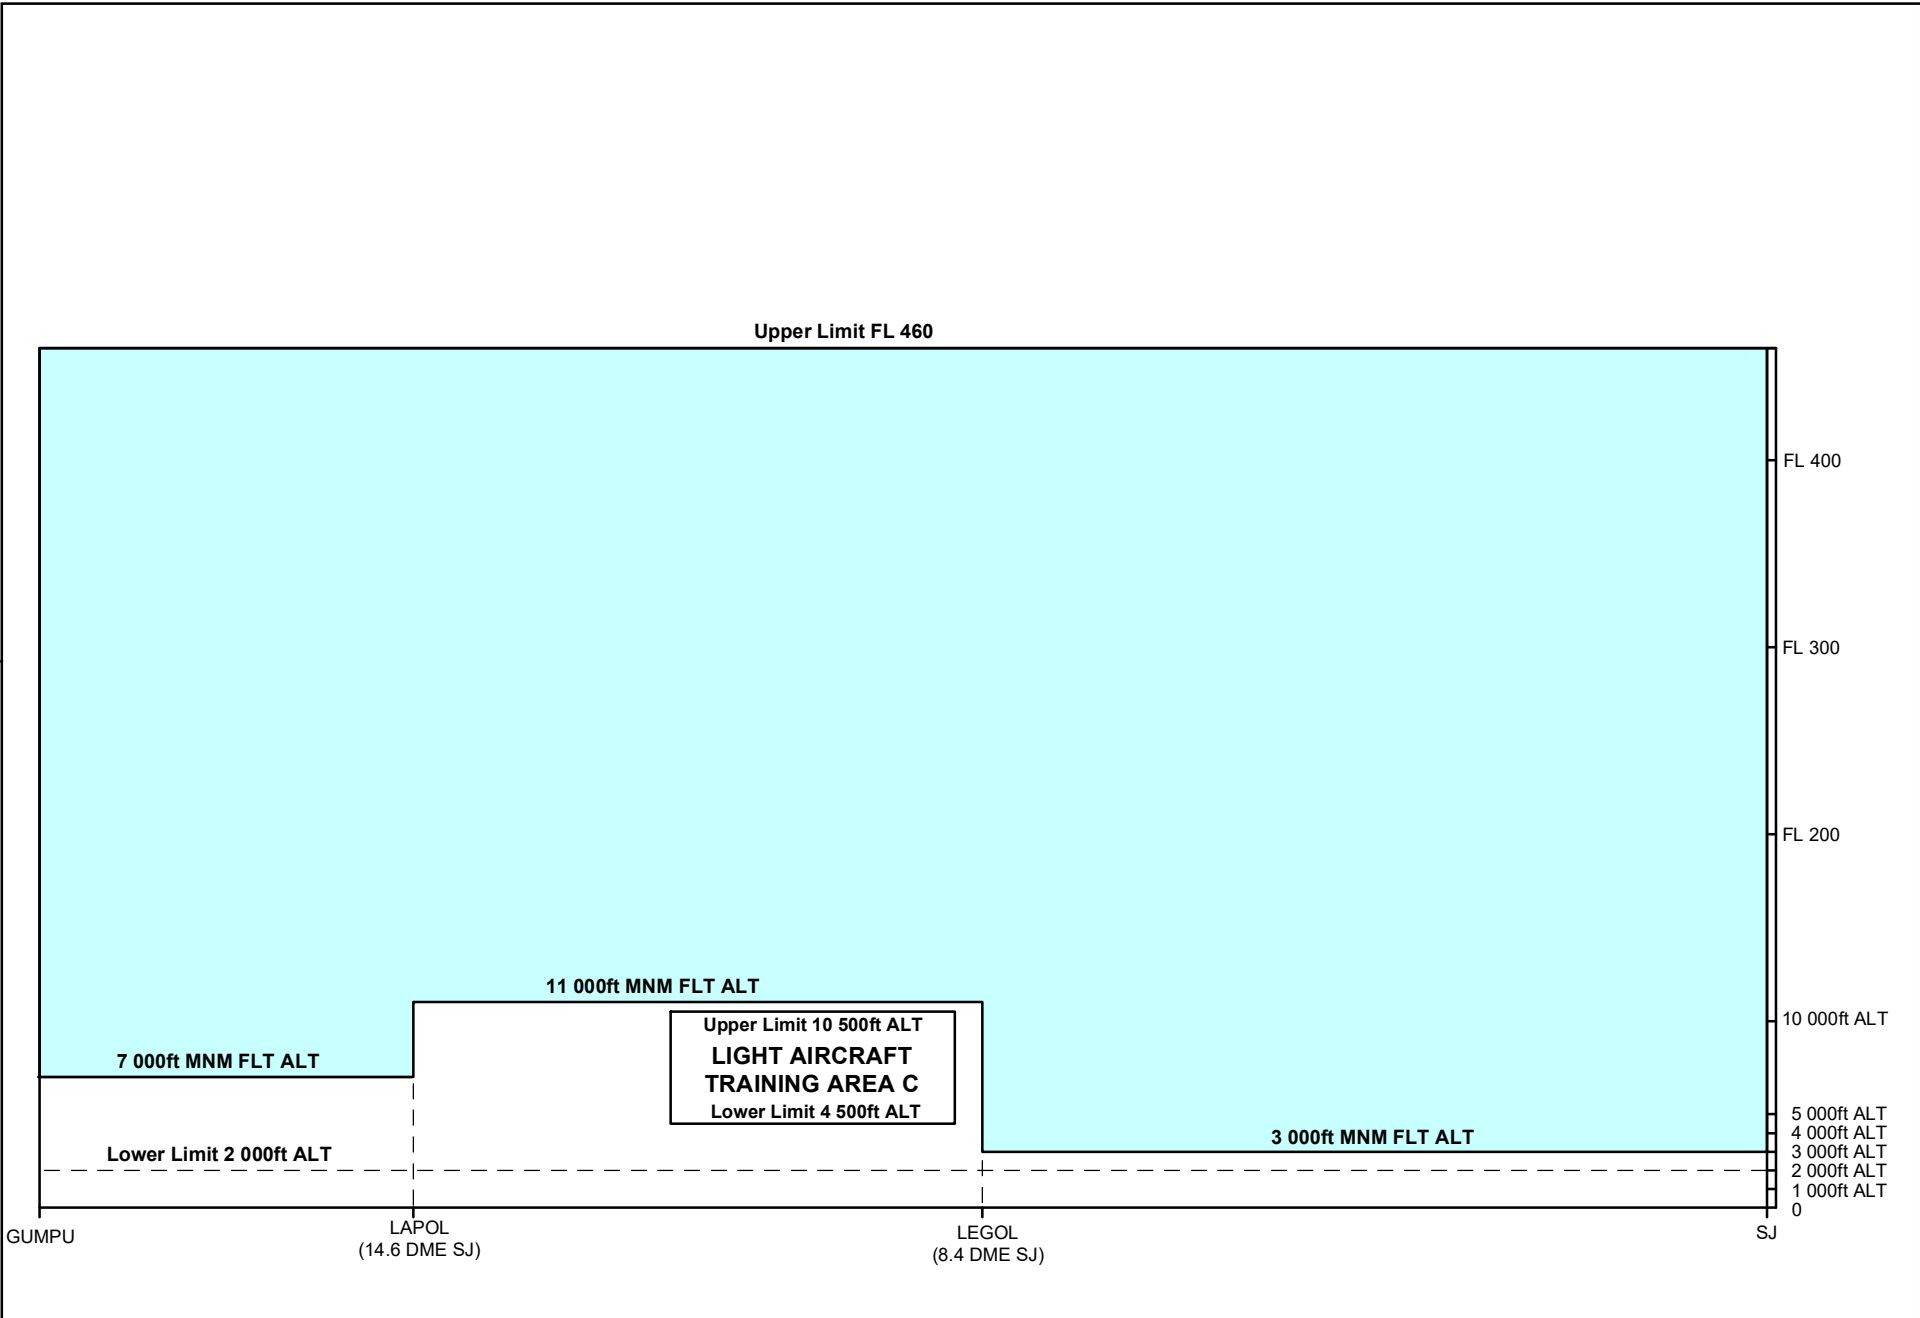 Upper Limit FL 460
FL 400
FL 300
FL 200
11 000ft MNM FLT ALT
10 000ft ALT
Upper Limit 10 500ft ALT
LIGHT AIRCRAFT
TRAINING AREA C
Lower Limit 4 500ft ALT
7 000ft MNM FLT ALT
5 000ft ALT
4 000ft ALT
3 000ft MNM FLT ALT
3 000ft ALT
Lower Limit 2 000ft ALT
2 000ft ALT
1 000ft ALT
0
GUMPU
LAPOL
(14.6 DME SJ)
LEGOL
(8.4 DME SJ)
SJ